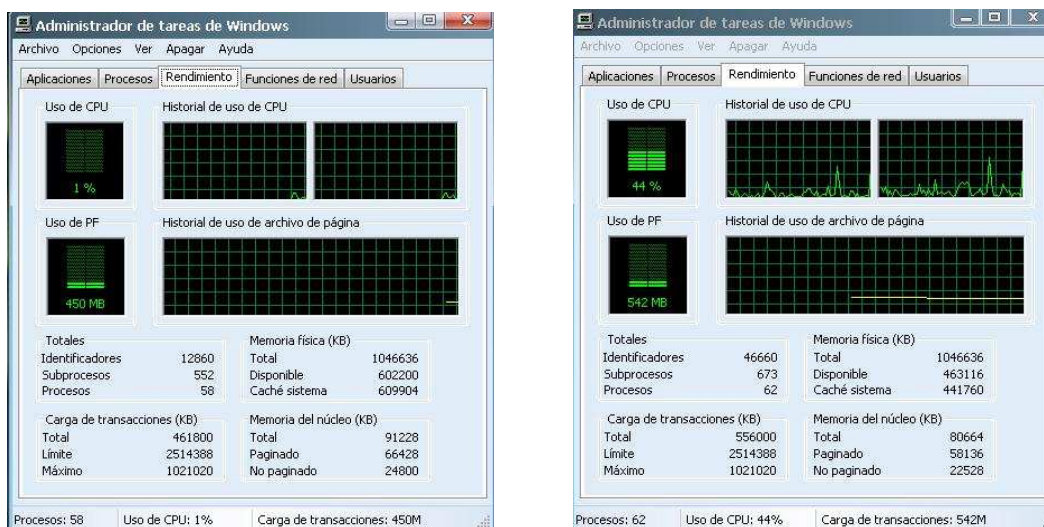 Administrador de tareas de Windows
Archivo Opciones Ver Apagar Ayuda
Aplicaciones Procesos Rendimiento Funciones de red Usuarios
Uso de CPU Historial de uso de CPU
1 %
Uso de PF Historial de uso de archivo de página
450 MB
Totales Memoria física (KB)
Identificadores 12860 Total 1046636
Subprocesos 552 Disponible 602200
Procesos 58 Caché sistema 609904
Carga de transacciones (KB) Memoria del núcleo (KB)
Total 461800 Total 91228
Límite 2514388 Paginado 66428
Máximo 1021020 No paginado 24800
Procesos: 58 Uso de CPU: 1% Carga de transacciones: 450M
Administrador de tareas de Windows
Archivo Opciones Ver Apagar Ayuda
Aplicaciones Procesos Rendimiento Funciones de red Usuarios
Uso de CPU Historial de uso de CPU
44 %
Uso de PF Historial de uso de archivo de página
542 MB
Totales Memoria física (KB)
Identificadores 46660 Total 1046636
Subprocesos 673 Disponible 463116
Procesos 62 Caché sistema 441760
Carga de transacciones (KB) Memoria del núcleo (KB)
Total 556000 Total 80664
Límite 2514388 Paginado 58136
Máximo 1021020 No paginado 22528
Procesos: 62 Uso de CPU: 44% Carga de transacciones: 542M